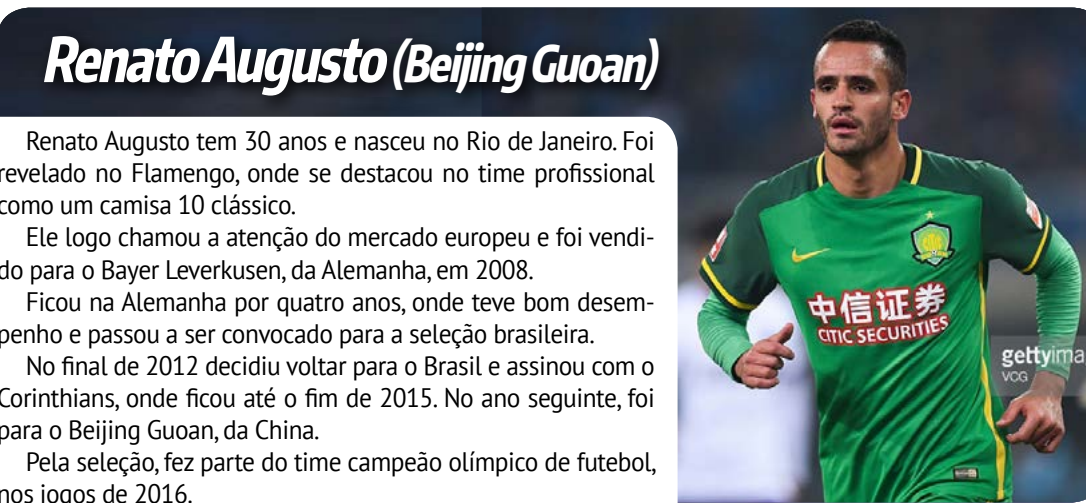 Renato Augusto (Beijing Guoan)
Renato Augusto tem 30 anos e nasceu no Rio de Janeiro. Foi
revelado no Flamengo, onde se destacou no time profissional
como um camisa 10 clássico.
Ele logo chamou a atenção do mercado europeu e foi vendi-
do para o Bayer Leverkusen, da Alemanha, em 2008.
Ficou na Alemanha por quatro anos, onde teve bom desem-
penho e passou a ser convocado para a seleção brasileira.
No final de 2012 decidiu voltar para o Brasil e assinou com o
Corinthians, onde ficou até o fim de 2015. No ano seguinte, foi
para o Beijing Guoan, da China.
Pela seleção, fez parte do time campeão olímpico de futebol,
nos jogos de 2016.
中信证券
CITIC SECURITIES
gettyima
VCG